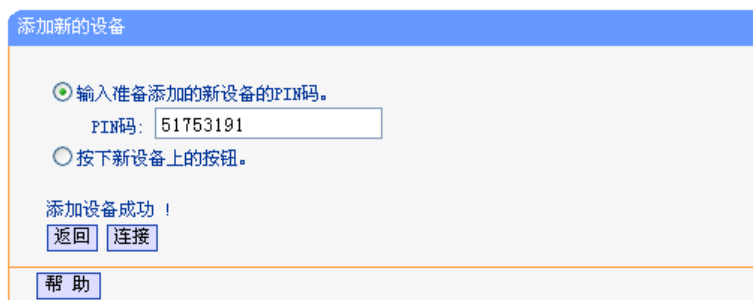 添加新的设备
输入准备添加的新设备的PIN码。
PIN码: 51753191
按下新设备上的按钮。
添加设备成功 !
返回 连接
帮 助